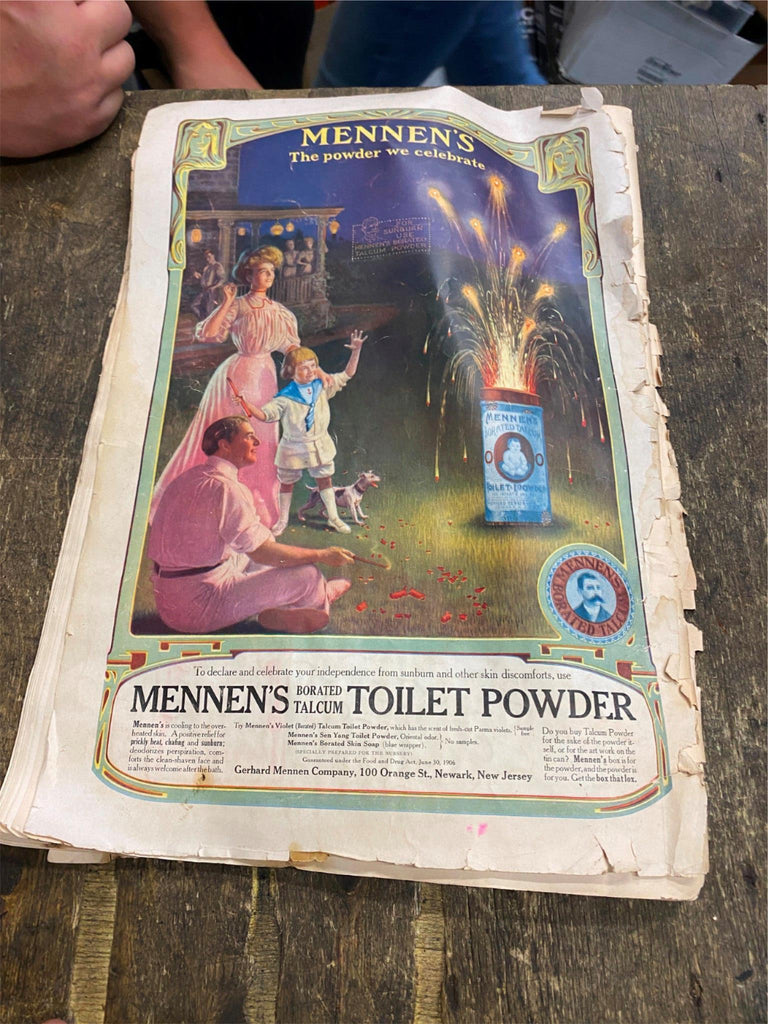 MENNEN'S
The powder we celebrate
FOR
SUNBURN
USE
MENNEN'S BORATED
TALCUM POWDER
MENNEN'S
BORATED TALCUM
TOILET POWDER
MENNEN'S
BORATED TALCUM
To declare and celebrate your independence from sunburn and other skin discomforts, use
MENNEN'S BORATED TALCUM TOILET POWDER
Mennen's is cooling to the over-
heated skin. A positive relief for
prickly heat, chafing and sunburn;
deodorizes perspiration, com-
forts the clean-shaven face and
is always welcome after the bath.
Try Mennen's Violet (Borated) Talcum Toilet Powder, which has the scent of fresh-cut Parma violets. Sample free
Mennen's Sen Yang Toilet Powder, Oriental odor.
Mennen's Borated Skin Soap (blue wrapper).
No samples.
(SPECIALLY PREPARED FOR THE NURSERY)
Guaranteed under the Food and Drug Act, June 30, 1906
Gerhard Mennen Company, 100 Orange St., Newark, New Jersey
Do you buy Talcum Powder
for the sake of the powder it-
self, or for the art work on the
tin can? Mennen's box is for
the powder, and the powder is
for you. Get the box that lox.